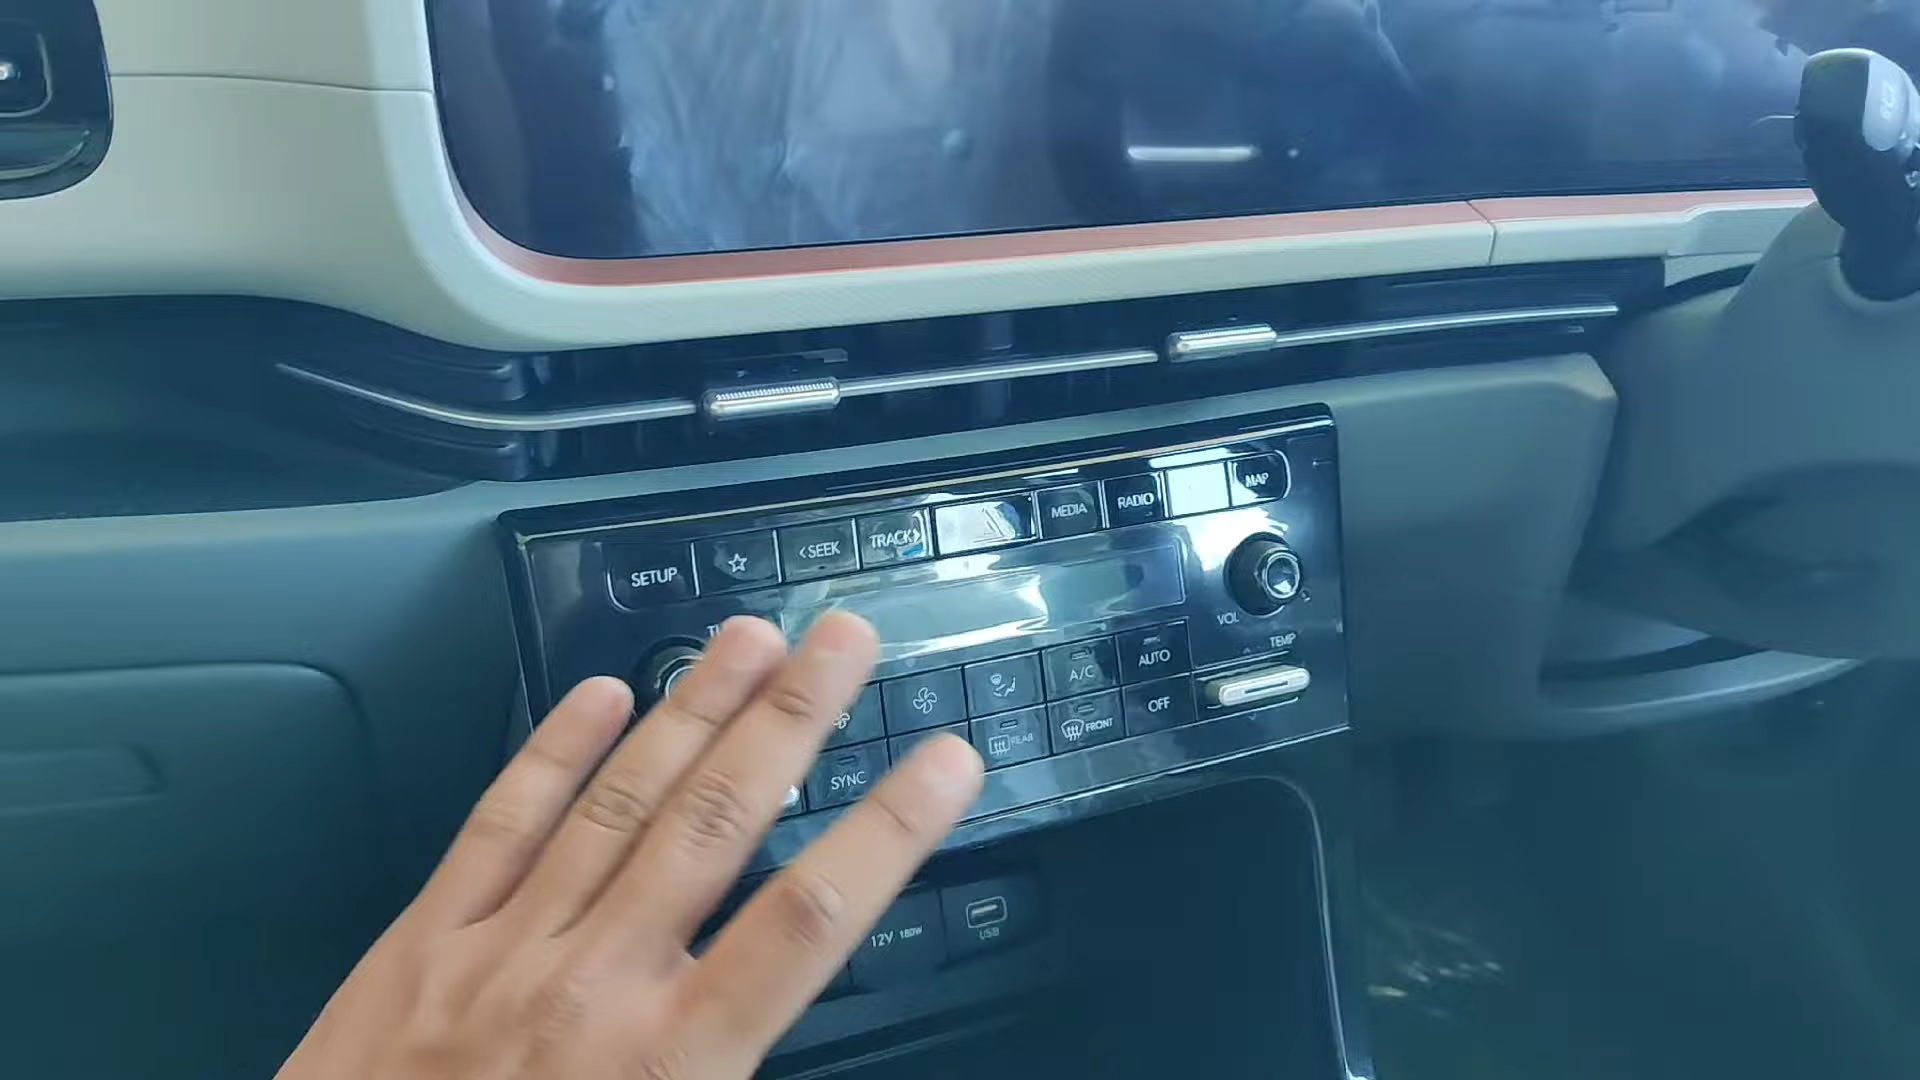 SETUP
<SEEK
TRACK>
MEDIA
RADIO
MAP
VOL
TEMP
A/C
AUTO
SYNC
REAR
FRONT
OFF
12V 180W
USB